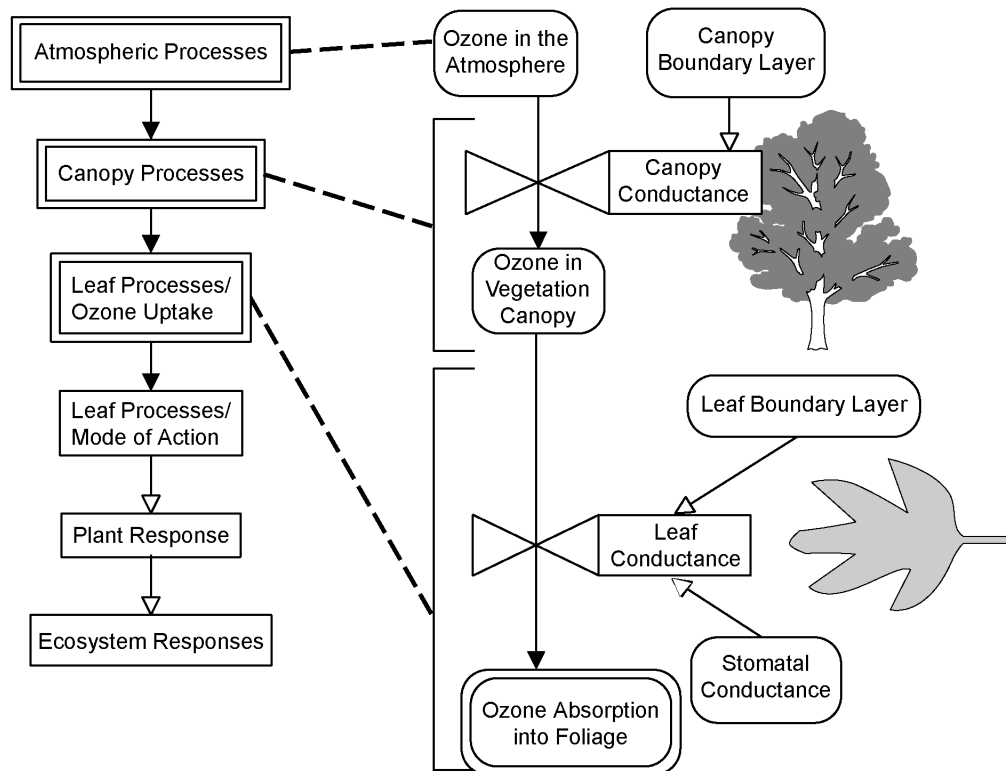 Atmospheric Processes
Canopy Processes
Leaf Processes/
Ozone Uptake
Leaf Processes/
Mode of Action
Plant Response
Ecosystem Responses
Ozone in the
Atmosphere
Canopy
Boundary Layer
Canopy
Conductance
Ozone in
Vegetation
Canopy
Leaf Boundary Layer
Leaf
Conductance
Stomatal
Conductance
Ozone Absorption
into Foliage